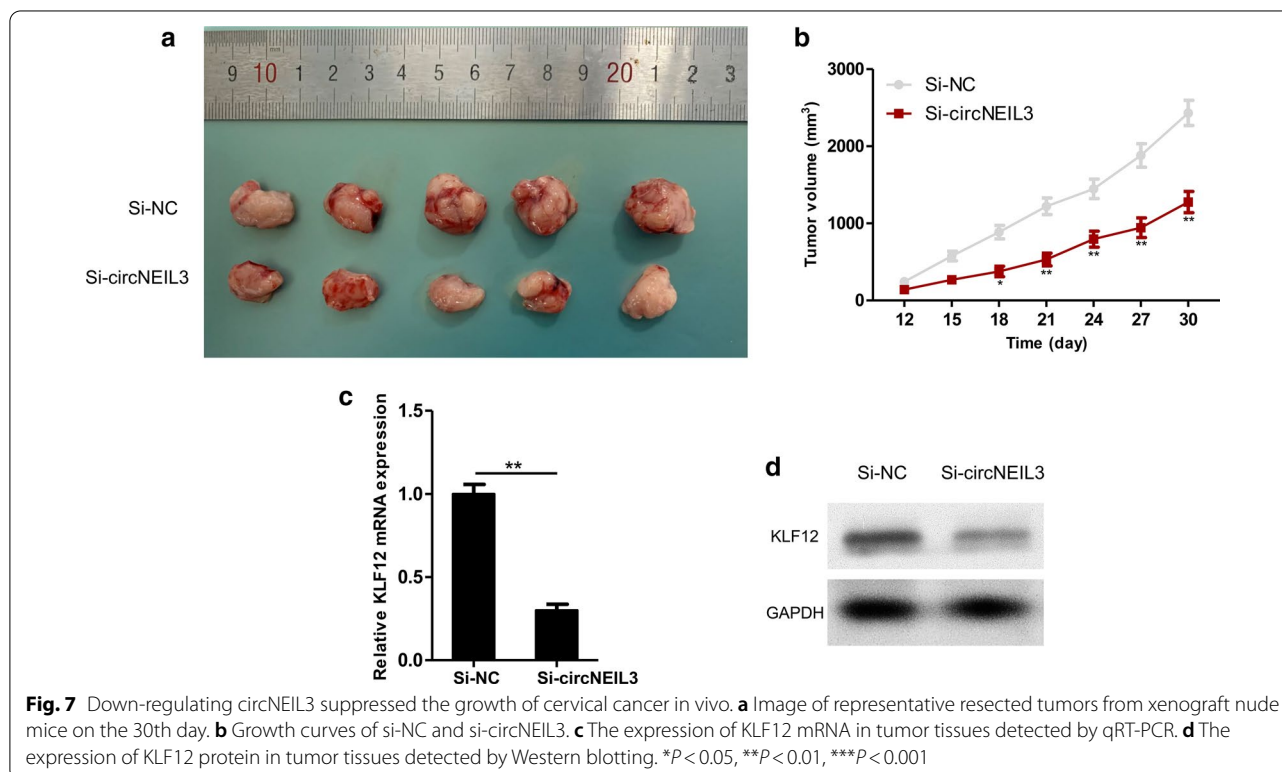 a
9 10 1 2 3 4 5 6 7 8 9 20 1 2 3
Si-NC
Si-circNEIL3
b
3000
2000
1000
0
Tumor volume (mm³)
Si-NC
Si-circNEIL3
* ** ** ** **
12 15 18 21 24 27 30
Time (day)
c
1.5
1.0
0.5
0.0
Relative KLF12 mRNA expression
**
Si-NC Si-circNEIL3
d
Si-NC Si-circNEIL3
KLF12
GAPDH
Fig. 7 Down-regulating circNEIL3 suppressed the growth of cervical cancer in vivo. a Image of representative resected tumors from xenograft nude
mice on the 30th day. b Growth curves of si-NC and si-circNEIL3. c The expression of KLF12 mRNA in tumor tissues detected by qRT-PCR. d The
expression of KLF12 protein in tumor tissues detected by Western blotting. *P < 0.05, **P < 0.01, ***P < 0.001